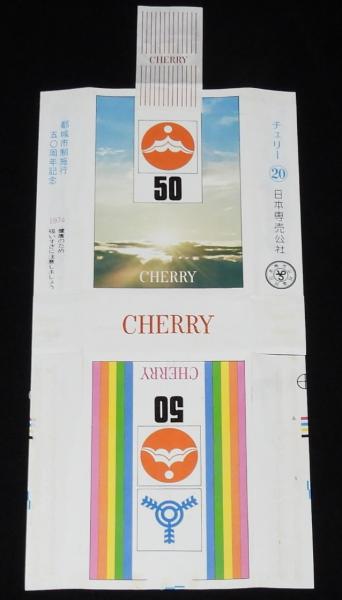 CHERRY
都城市制施行
五〇周年記念
1974
健康のため
吸いすぎに注意しましょう
50
CHERRY
チェリー
20
日本専売公社
CHERRY
CHERRY
50